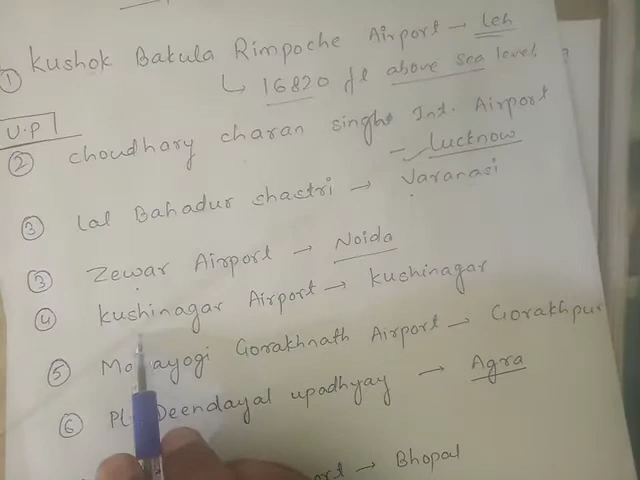 ① Kushok Bakula Rimpoche Airport - Leh
↳ 16820 ft above sea level
U.P
② choudhary charan singh Int. Airport
- Lucknow
③ Lal Bahadur shastri → Varanasi
③ Zewar Airport → Noida
④ kushinagar Airport → kushinagar
⑤ Gorakhnath Airport → Gorakhpur
⑥ Deendayal upadhyay → Agra
→ Bhopal